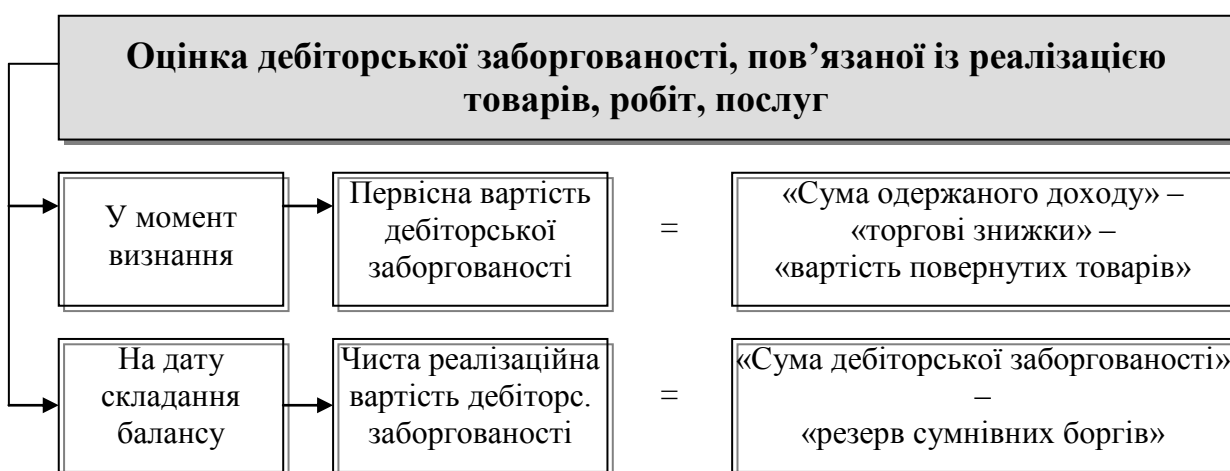 Оцінка дебіторської заборгованості, пов’язаної із реалізацією
товарів, робіт, послуг
У момент
визнання
Первісна вартість
дебіторської
заборгованості
=
«Сума одержаного доходу» –
«торгові знижки» –
«вартість повернутих товарів»
На дату
складання
балансу
Чиста реалізаційна
вартість дебіторс.
заборгованості
=
«Сума дебіторської заборгованості»
–
«резерв сумнівних боргів»